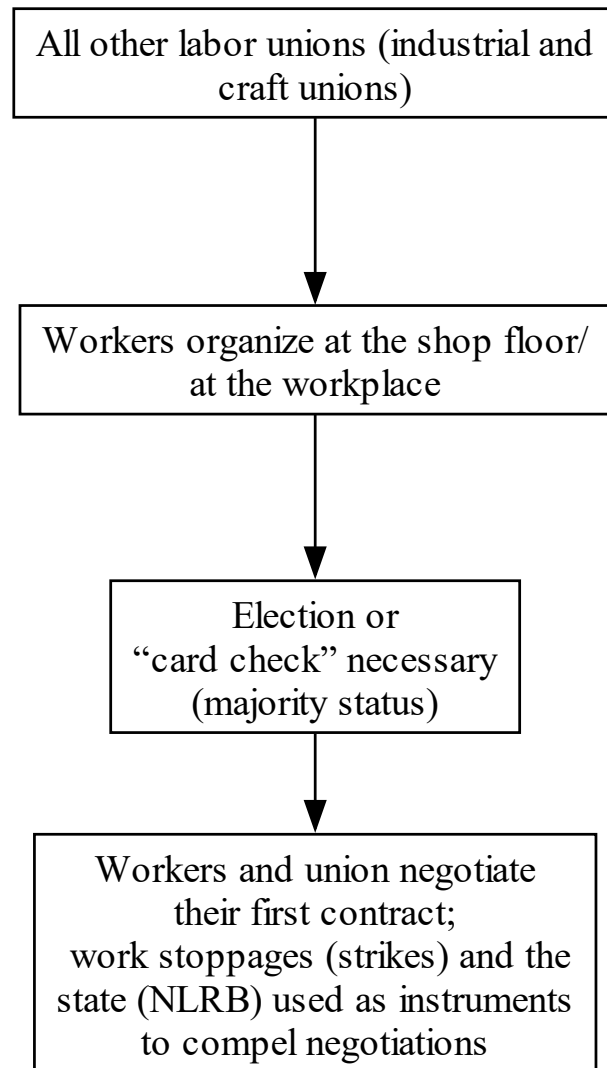 All other labor unions (industrial and
craft unions)
Workers organize at the shop floor/
at the workplace
Election or
“card check” necessary
(majority status)
Workers and union negotiate
their first contract;
work stoppages (strikes) and the
state (NLRB) used as instruments
to compel negotiations